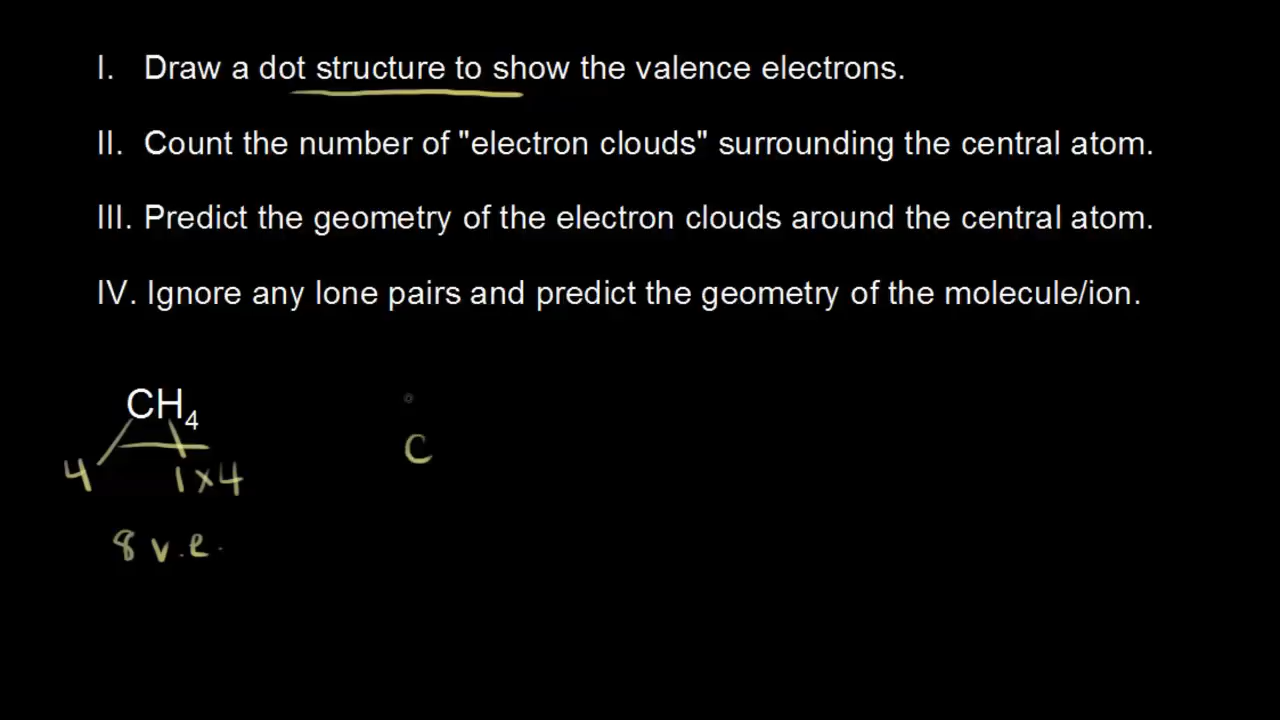 I. Draw a dot structure to show the valence electrons.
II. Count the number of "electron clouds" surrounding the central atom.
III. Predict the geometry of the electron clouds around the central atom.
IV. Ignore any lone pairs and predict the geometry of the molecule/ion.
CH₄
C
4 1 x 4
8 v.e.